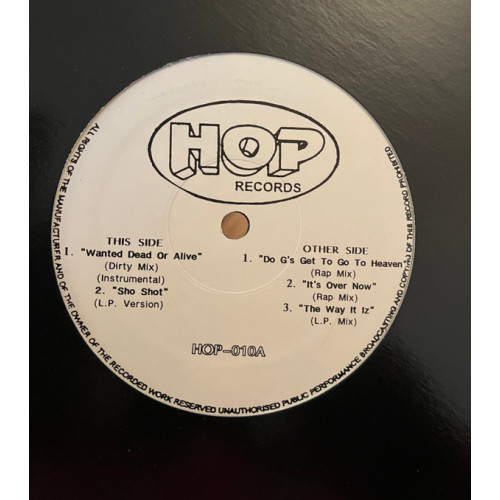 HOP
RECORDS
THIS SIDE
1. "Wanted Dead Or Alive"
(Dirty Mix)
(Instrumental)
2. "Sho Shot"
(L.P. Version)
OTHER SIDE
1. "Do G's Get To Go To Heaven"
(Rap Mix)
2. "It's Over Now"
(Rap Mix)
3. "The Way It Iz"
(L.P. Mix)
HOP-010A
ALL RIGHTS OF THE MANUFACTURER AND OF THE OWNER OF THE RECORDED WORK RESERVED UNAUTHORISED PUBLIC PERFORMANCE BROADCASTING AND COPYING OF THIS RECORD PROHIBITED